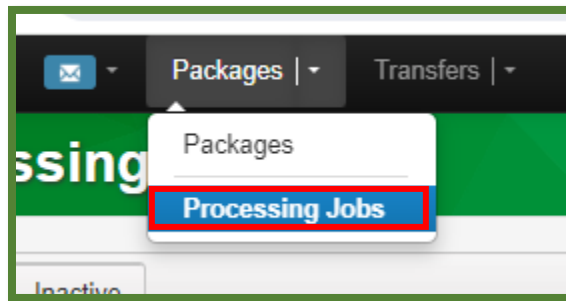 Packages | Transfers |
Packages
ssing
Processing Jobs
Inactive